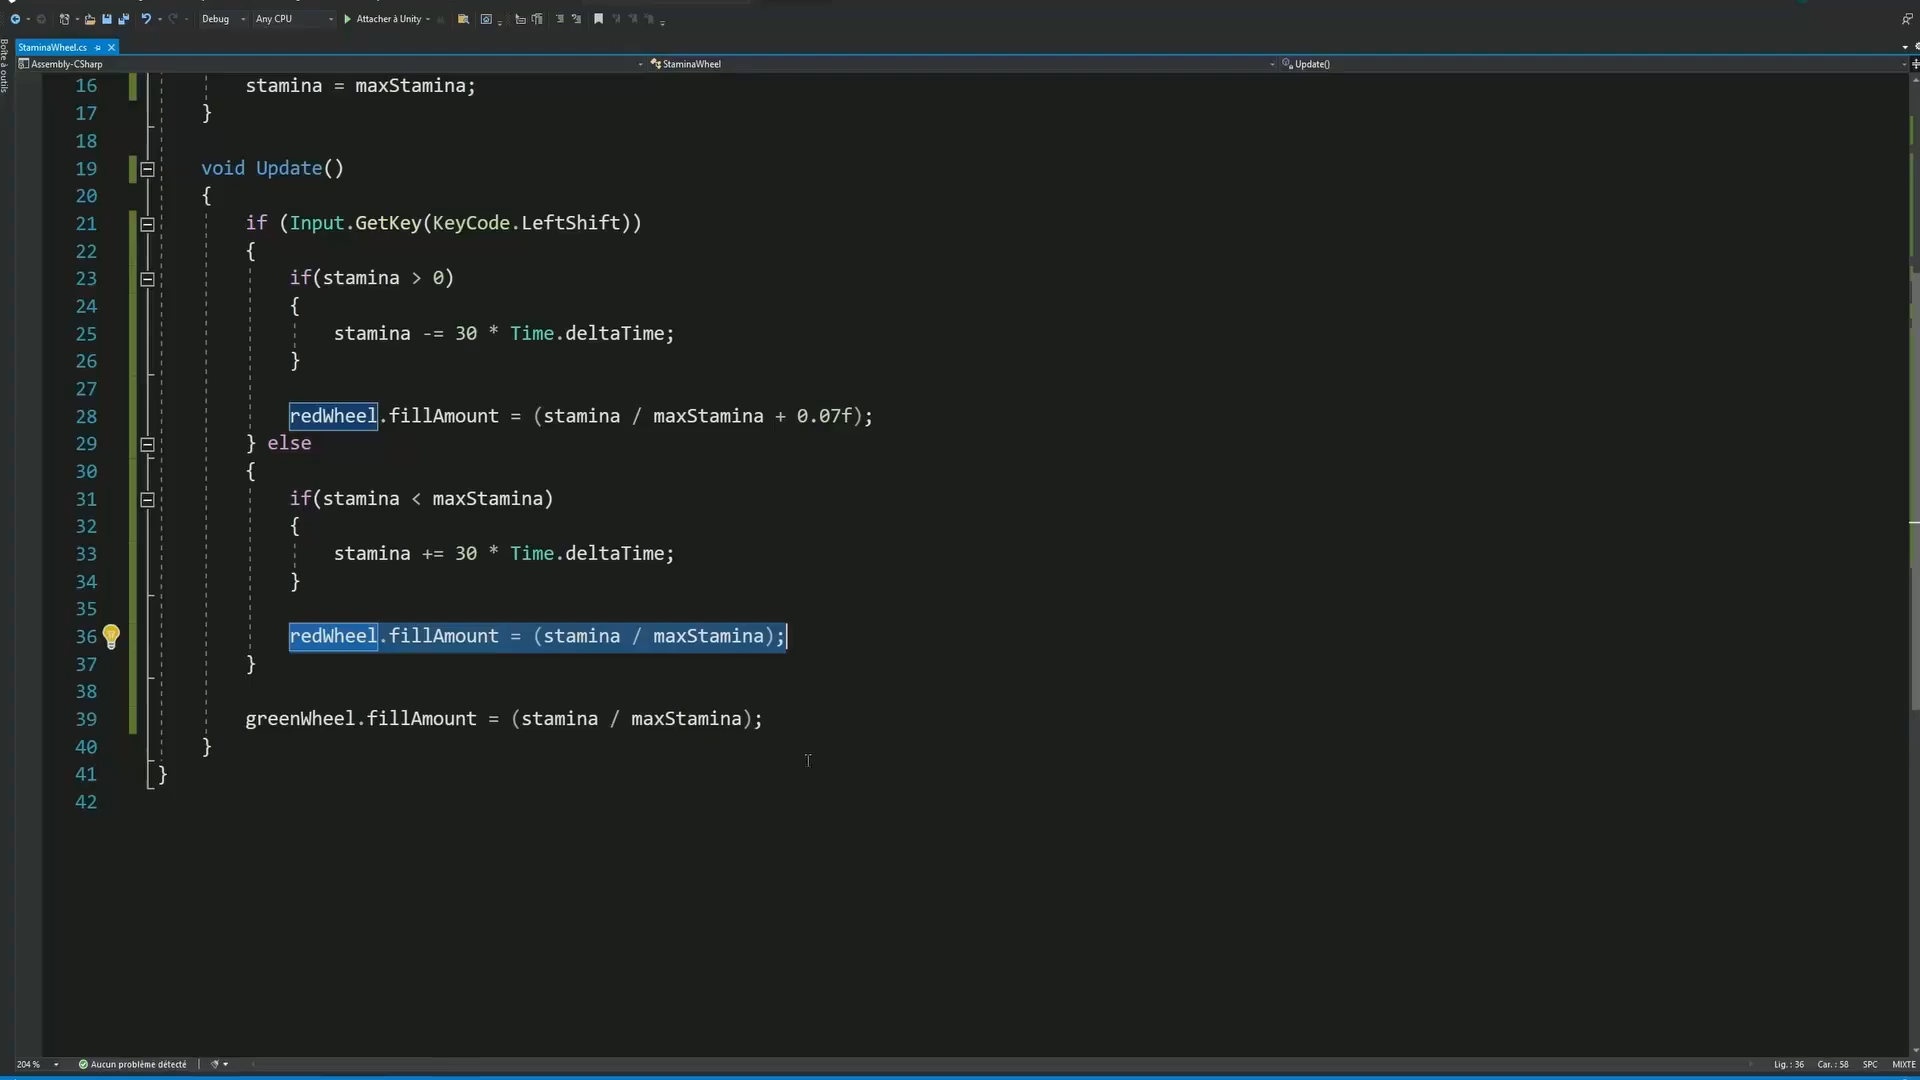 Debug Any CPU Attacher à Unity
StaminaWheel.cs
Boîte à outils
Assembly-CSharp StaminaWheel Update()
16 stamina = maxStamina;
17 }
18
19 void Update()
20 {
21 if (Input.GetKey(KeyCode.LeftShift))
22 {
23 if(stamina > 0)
24 {
25 stamina -= 30 * Time.deltaTime;
26 }
27
28 redWheel.fillAmount = (stamina / maxStamina + 0.07f);
29 } else
30 {
31 if(stamina < maxStamina)
32 {
33 stamina += 30 * Time.deltaTime;
34 }
35
36 redWheel.fillAmount = (stamina / maxStamina);
37 }
38
39 greenWheel.fillAmount = (stamina / maxStamina);
40 }
41 }
42
204 % Aucun problème détecté Lig. : 36 Car. : 58 SPC MIXTE